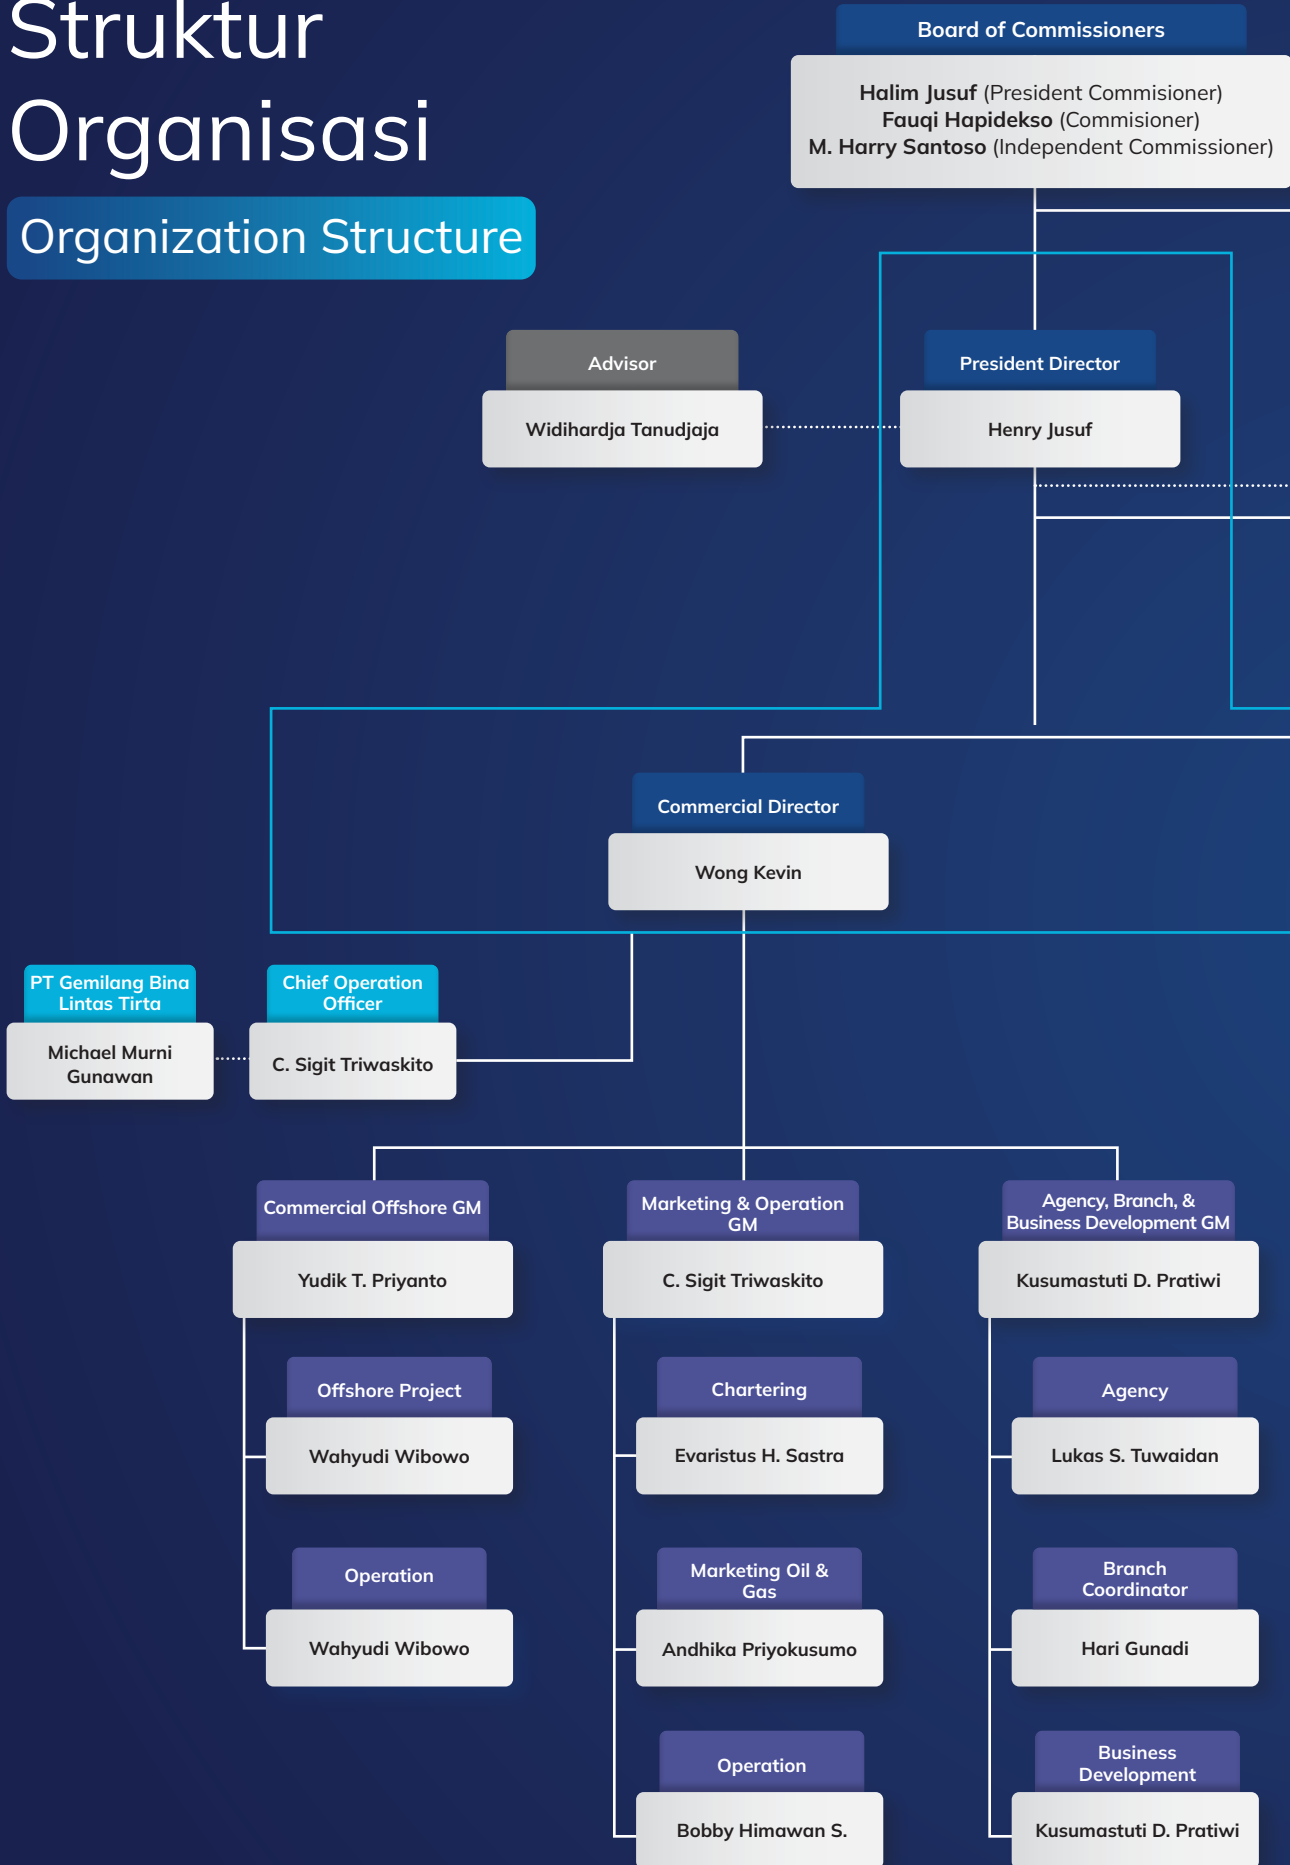 Struktur
Organisasi
Organization Structure
Board of Commissioners
Halim Jusuf (President Commisioner)
Fauqi Hapidekso (Commisioner)
M. Harry Santoso (Independent Commissioner)
Advisor
Widihardja Tanudjaja
President Director
Henry Jusuf
Commercial Director
Wong Kevin
PT Gemilang Bina
Lintas Tirta
Michael Murni
Gunawan
Chief Operation
Officer
C. Sigit Triwaskito
Commercial Offshore GM
Yudik T. Priyanto
Offshore Project
Wahyudi Wibowo
Operation
Wahyudi Wibowo
Marketing & Operation
GM
C. Sigit Triwaskito
Chartering
Evaristus H. Sastra
Marketing Oil &
Gas
Andhika Priyokusumo
Operation
Bobby Himawan S.
Agency, Branch, &
Business Development GM
Kusumastuti D. Pratiwi
Agency
Lukas S. Tuwaidan
Branch
Coordinator
Hari Gunadi
Business
Development
Kusumastuti D. Pratiwi